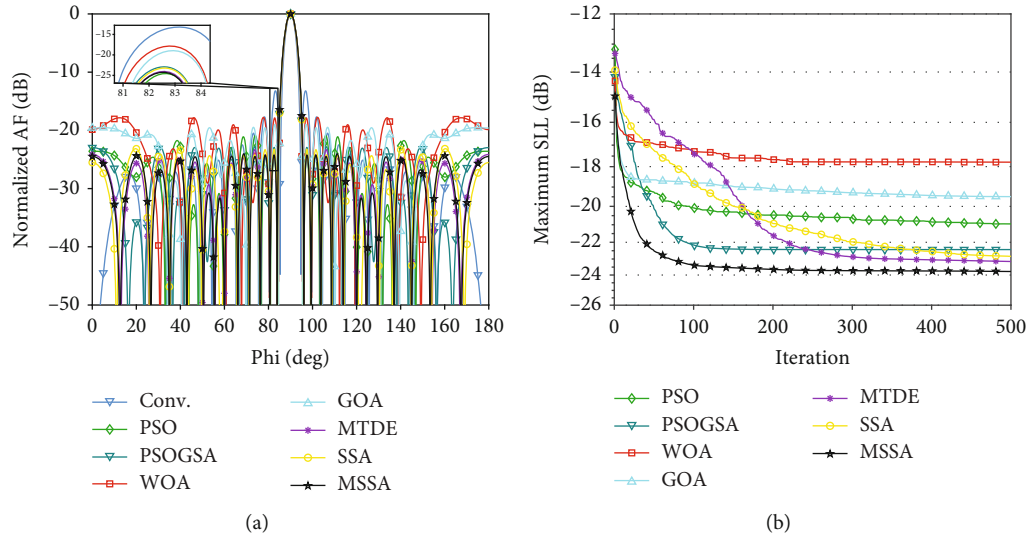 0
−10
−20
−30
−40
−50
Normalized AF (dB)
−15
−20
−25
81 82 83 84
0 20 40 60 80 100 120 140 160 180
Phi (deg)
Conv.
PSO
PSOGSA
WOA
GOA
MTDE
SSA
MSSA
(a)
−12
−14
−16
−18
−20
−22
−24
−26
Maximum SLL (dB)
0 100 200 300 400 500
Iteration
PSO
PSOGSA
WOA
GOA
MTDE
SSA
MSSA
(b)